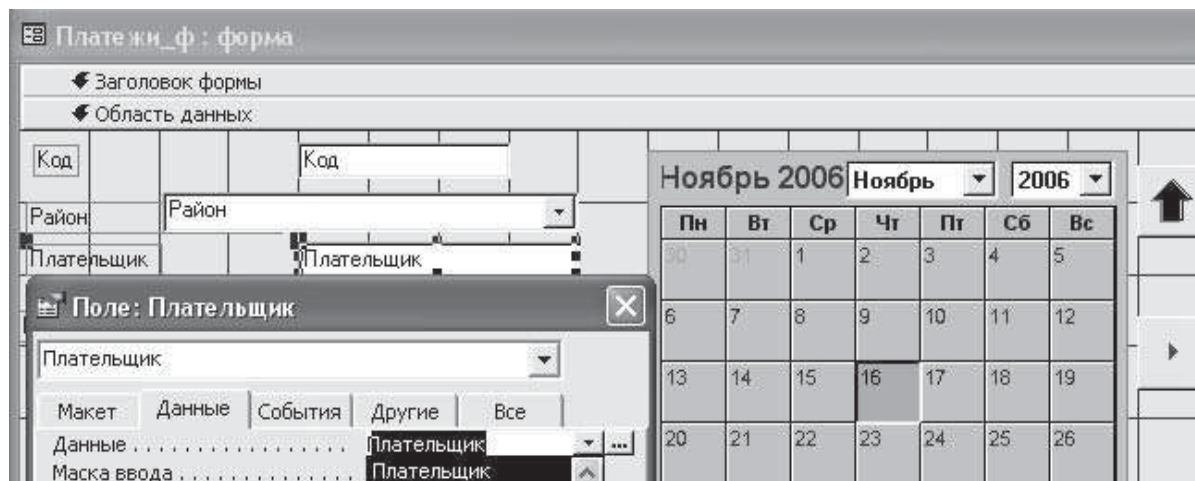 Платежи_ф : форма
Заголовок формы
Область данных
Код Код
Район Район
Плательщик Плательщик
Поле: Плательщик
Плательщик
Макет Данные События Другие Все
Данные . . . . . . . . . . . . . . . . . Плательщик ...
Маска ввода . . . . . . . . . . . . . . Плательщик
Ноябрь 2006 Ноябрь 2006
Пн Вт Ср Чт Пт Сб Вс
30 31 1 2 3 4 5
6 7 8 9 10 11 12
13 14 15 16 17 18 19
20 21 22 23 24 25 26